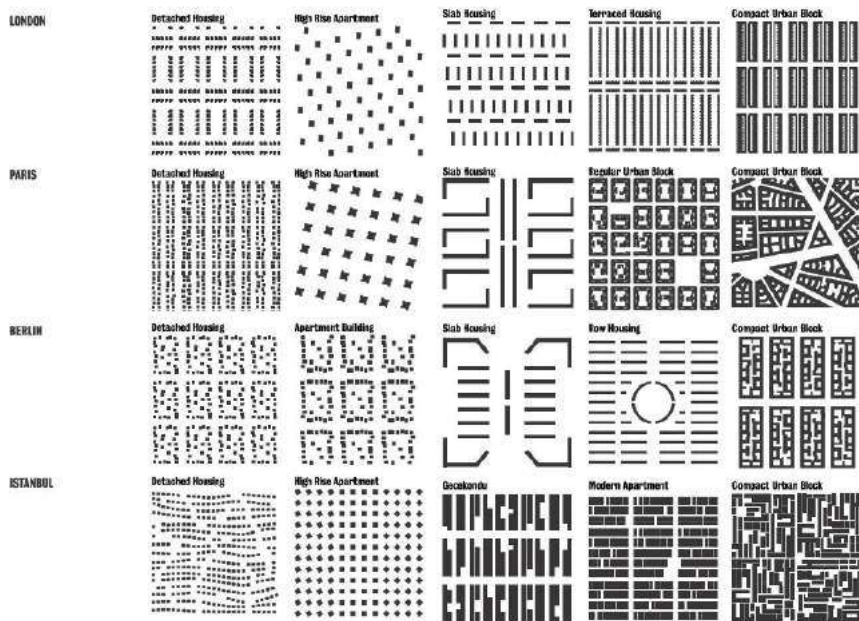 LONDON
Detached Housing
High Rise Apartment
Slab Housing
Terraced Housing
Compact Urban Block
PARIS
Detached Housing
High Rise Apartment
Slab Housing
Regular Urban Block
Compact Urban Block
BERLIN
Detached Housing
Apartment Building
Slab Housing
Row Housing
Compact Urban Block
ISTANBUL
Detached Housing
High Rise Apartment
Gecekondu
Modern Apartment
Compact Urban Block